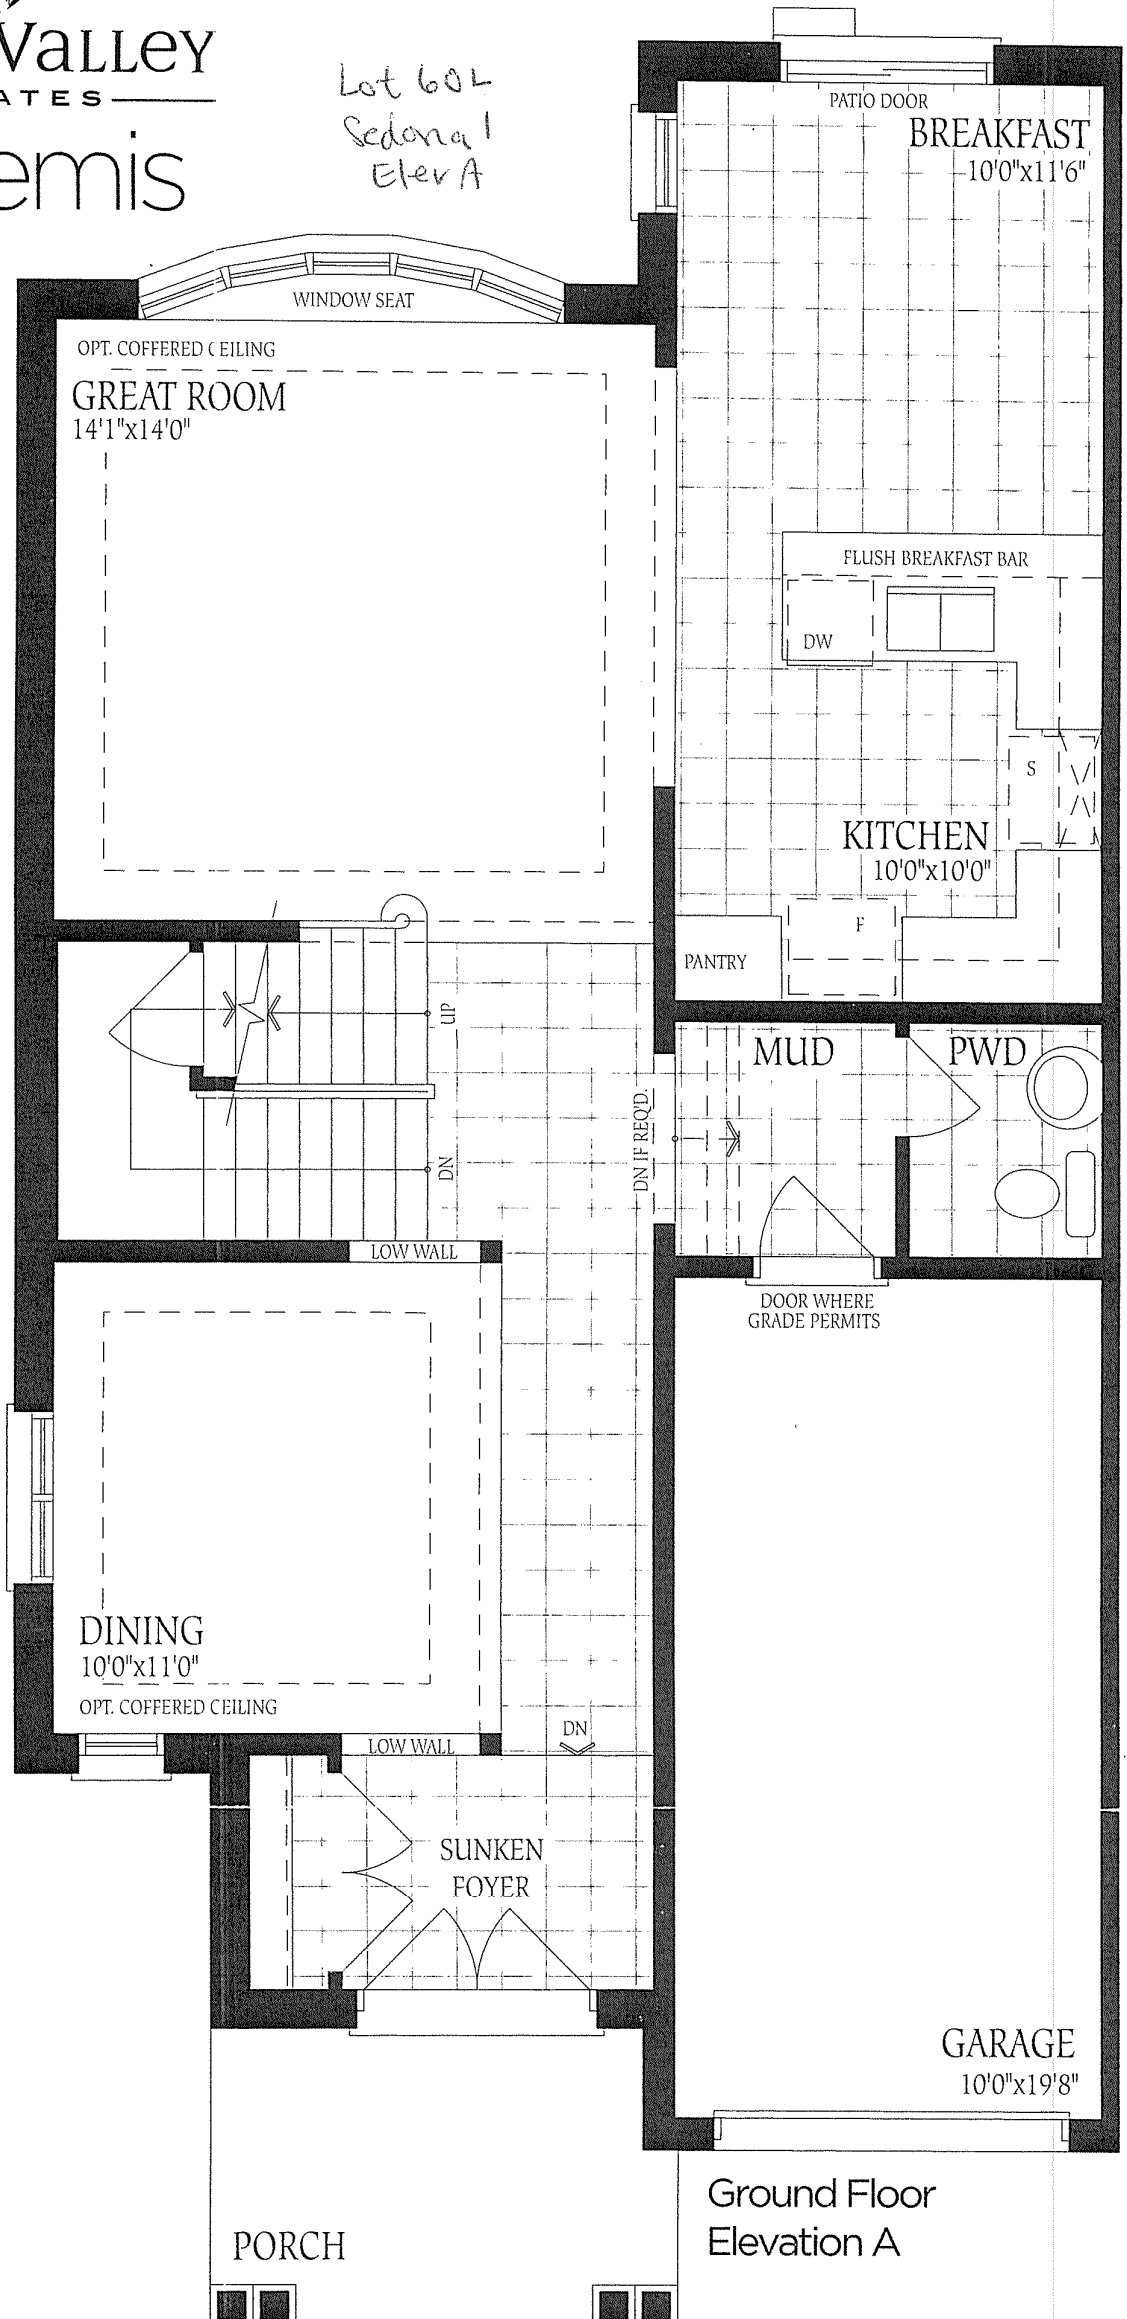 Valley
ATES
emis
Lot 60L
Sedona 1
Elev A
PATIO DOOR
BREAKFAST
10'0"x11'6"
WINDOW SEAT
OPT. COFFERED CEILING
GREAT ROOM
14'1"x14'0"
FLUSH BREAKFAST BAR
DW
S
KITCHEN
10'0"x10'0"
F
PANTRY
UP
MUD
PWD
DN IF REQ'D.
DN
LOW WALL
DOOR WHERE
GRADE PERMITS
DINING
10'0"x11'0"
OPT. COFFERED CEILING
DN
LOW WALL
SUNKEN
FOYER
GARAGE
10'0"x19'8"
Ground Floor
Elevation A
PORCH